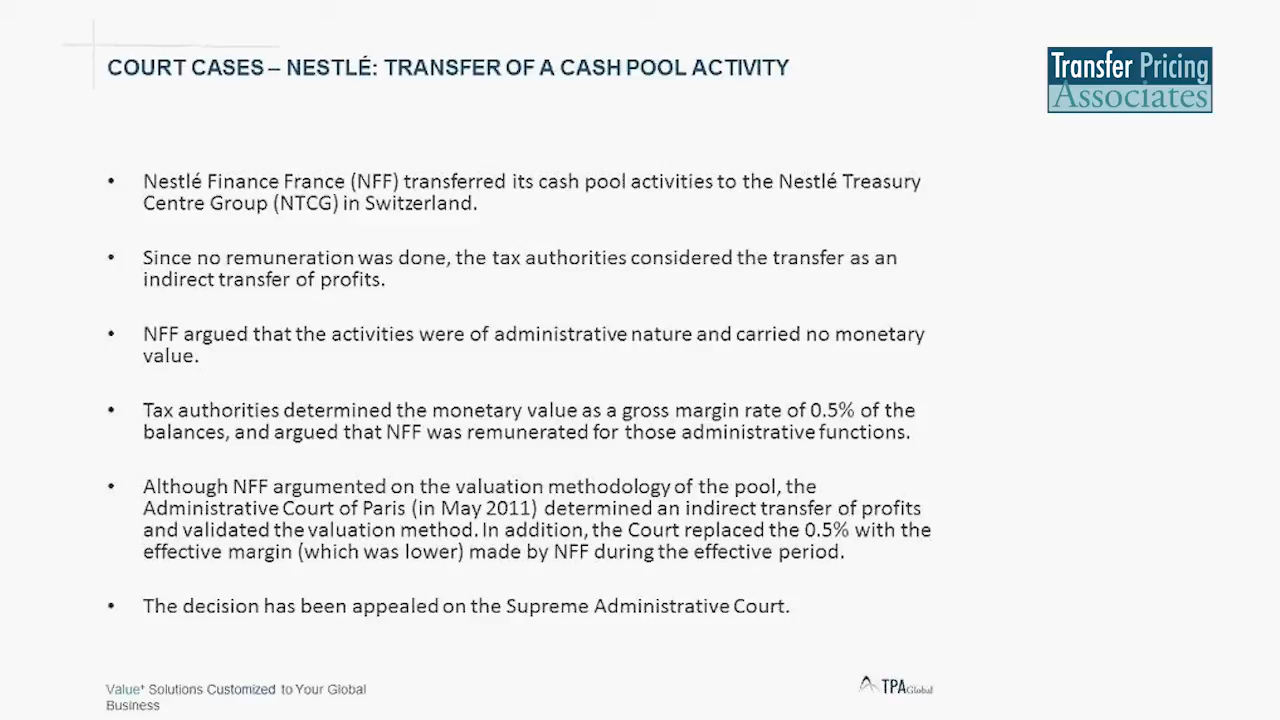 COURT CASES – NESTLÉ: TRANSFER OF A CASH POOL ACTIVITY
Transfer Pricing
Associates
• Nestlé Finance France (NFF) transferred its cash pool activities to the Nestlé Treasury
Centre Group (NTCG) in Switzerland.
• Since no remuneration was done, the tax authorities considered the transfer as an
indirect transfer of profits.
• NFF argued that the activities were of administrative nature and carried no monetary
value.
• Tax authorities determined the monetary value as a gross margin rate of 0.5% of the
balances, and argued that NFF was remunerated for those administrative functions.
• Although NFF argumented on the valuation methodology of the pool, the
Administrative Court of Paris (in May 2011) determined an indirect transfer of profits
and validated the valuation method. In addition, the Court replaced the 0.5% with the
effective margin (which was lower) made by NFF during the effective period.
• The decision has been appealed on the Supreme Administrative Court.
Value+ Solutions Customized to Your Global
Business
TPA Global